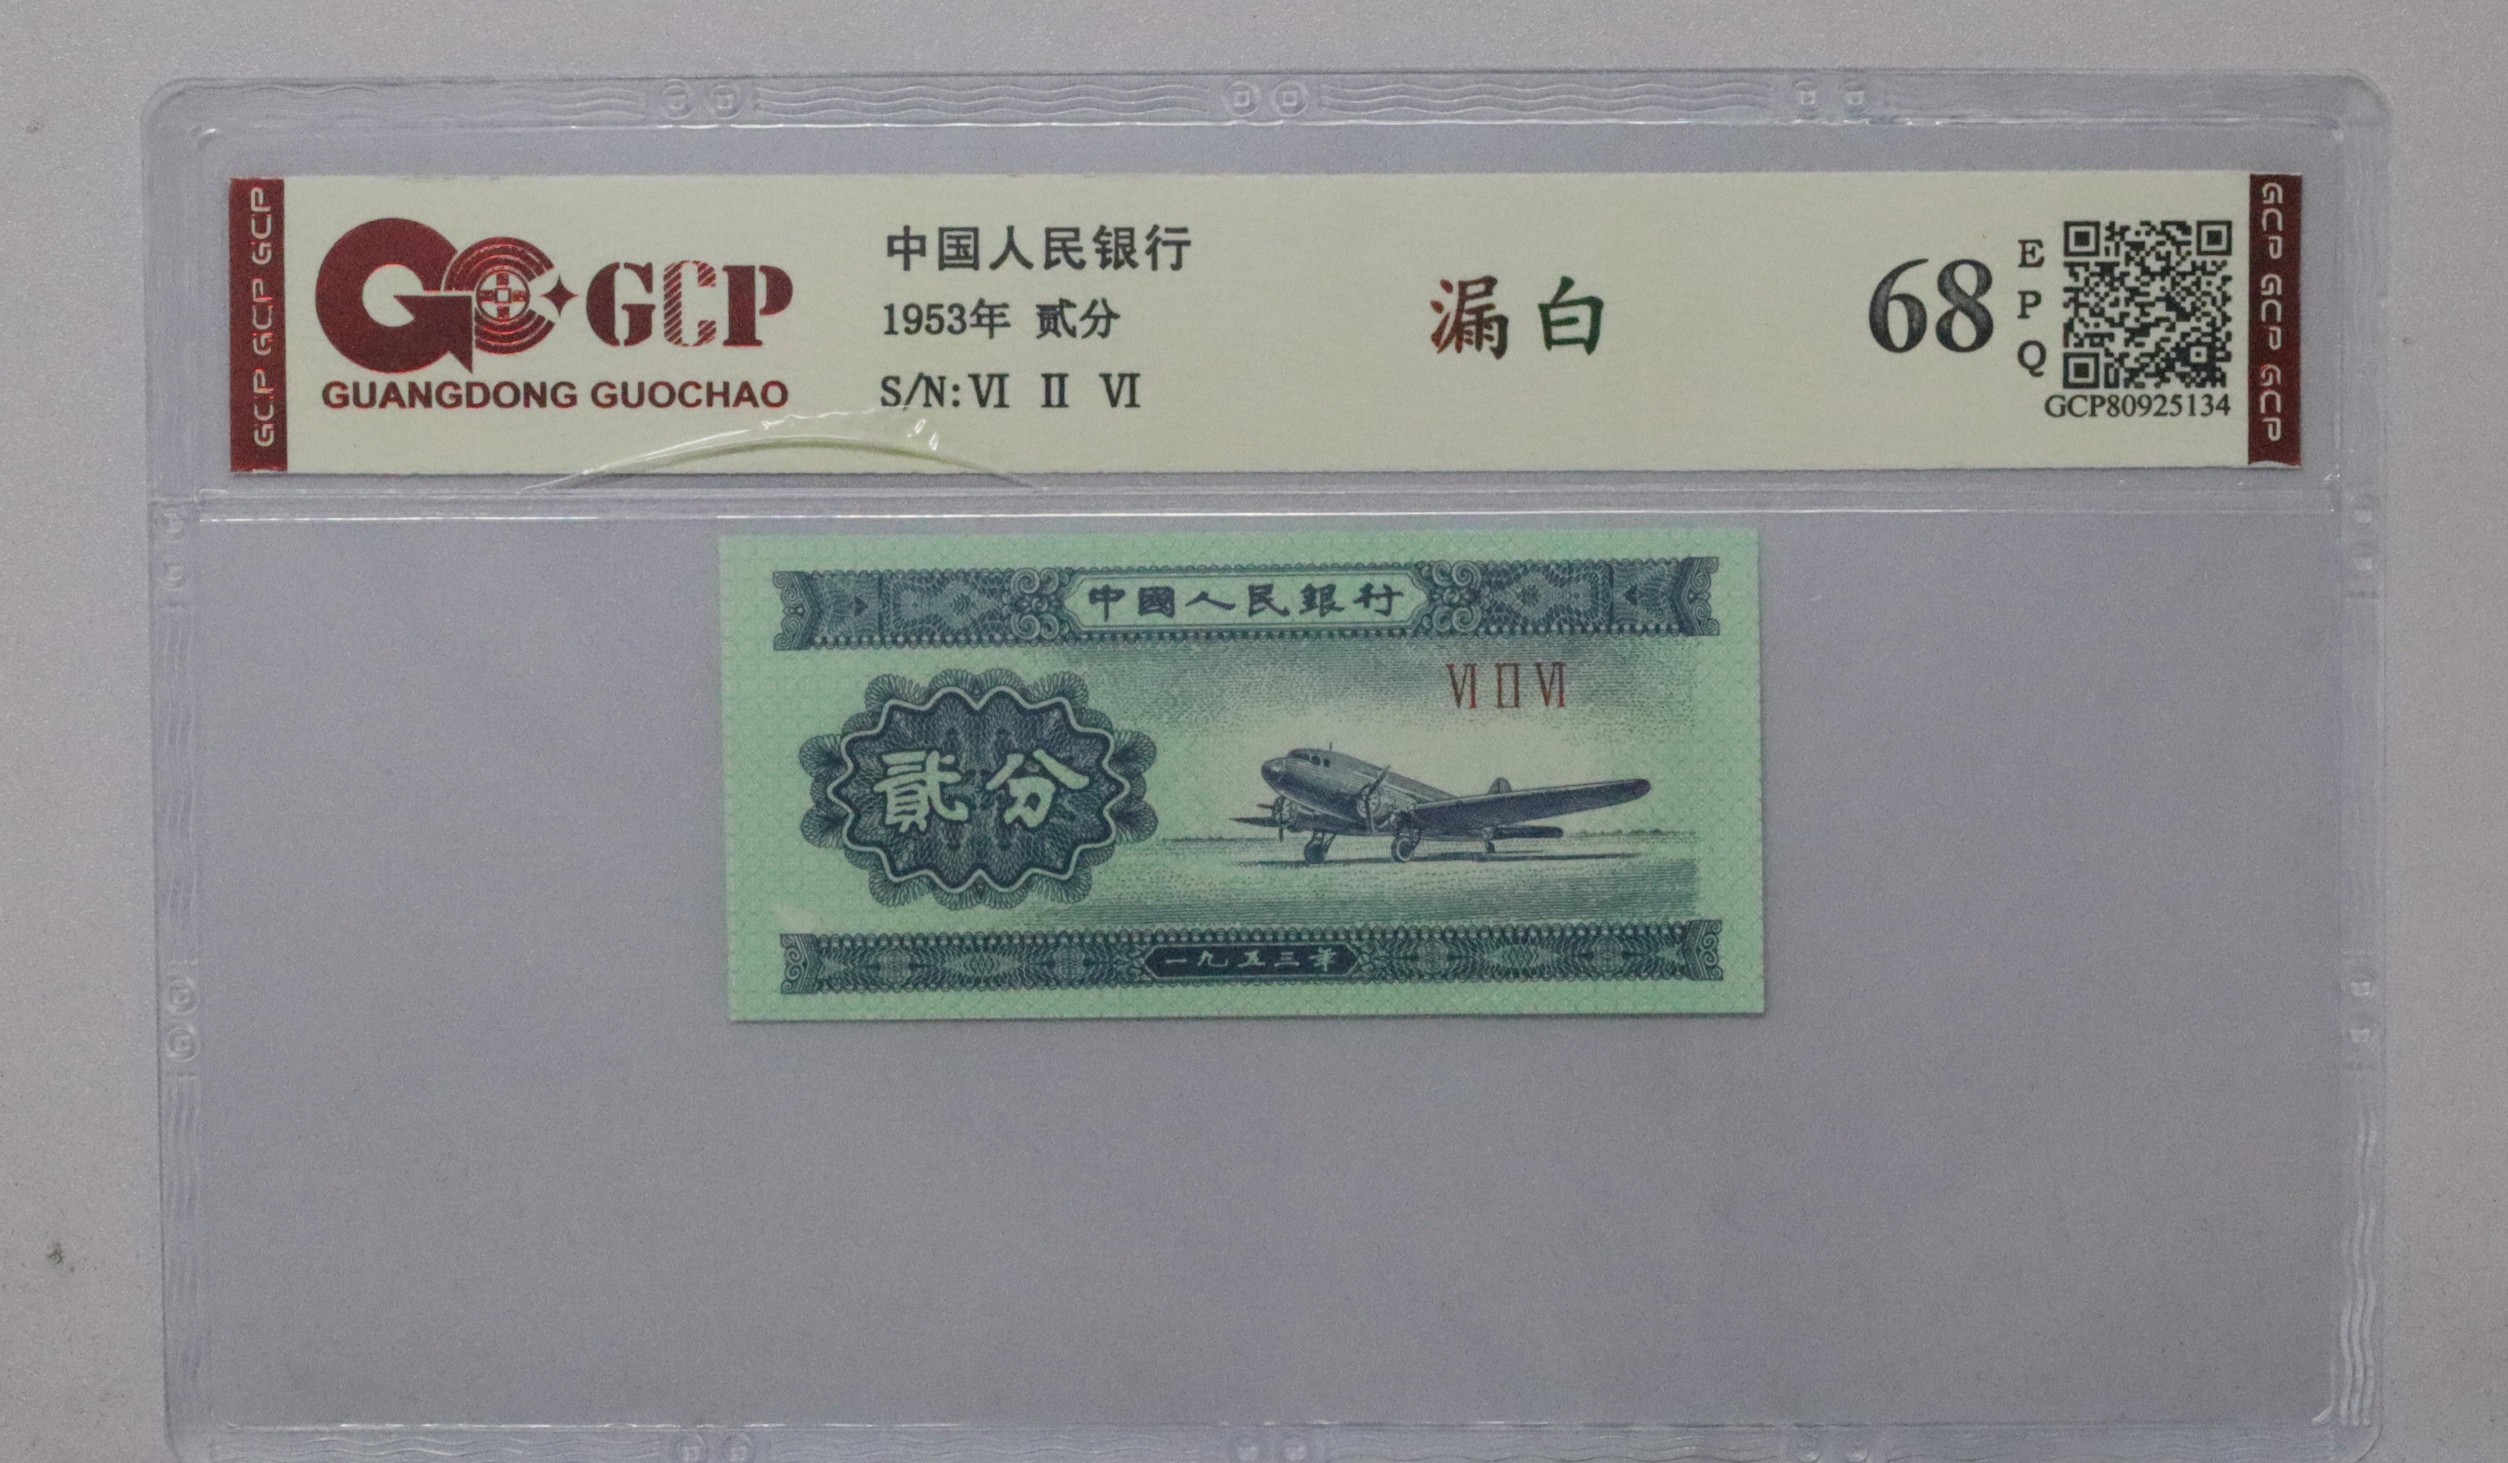 GCP GCP GCP
GCP
GUANGDONG GUOCHAO
中国人民银行
1953年 贰分
S/N: VI II VI
漏白
68
E
P
Q
GCP80925134
GCP GCP GCP
中國人民銀行
VI II VI
貳分
一九五三年